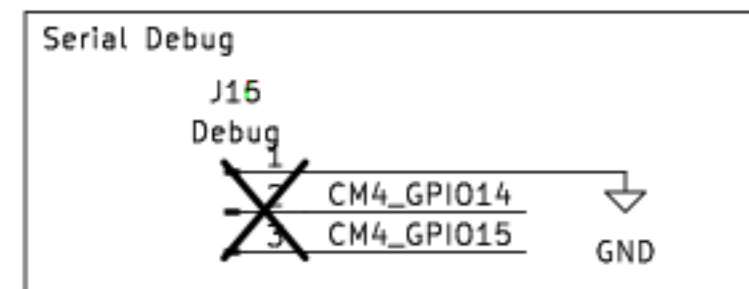 Serial Debug
J15
Debug
1
2 CM4_GPIO14
3 CM4_GPIO15
GND